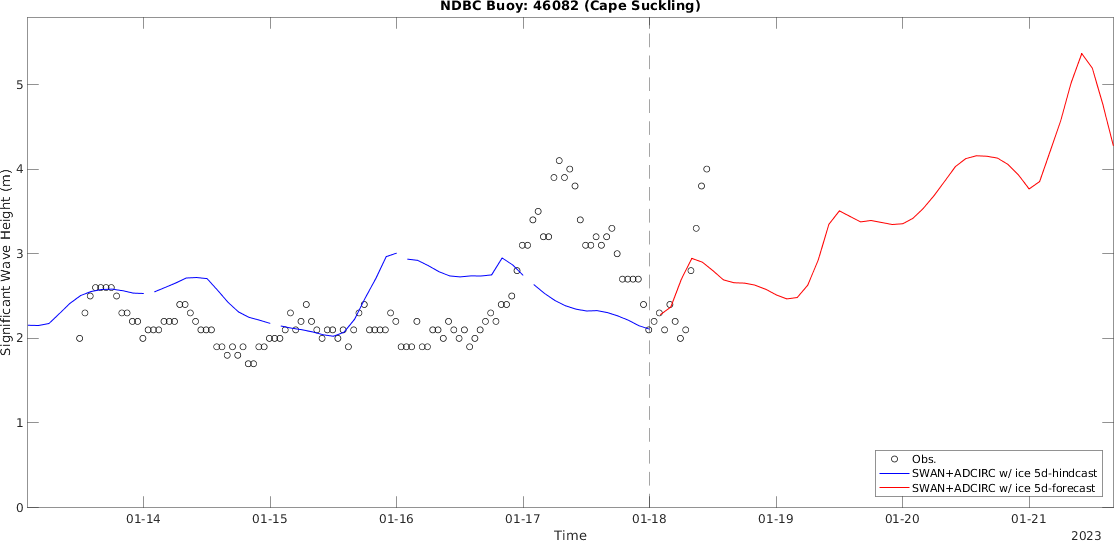 NDBC Buoy: 46082 (Cape Suckling)
Significant Wave Height (m)
5
4
3
2
1
0
Obs.
SWAN+ADCIRC w/ ice 5d-hindcast
SWAN+ADCIRC w/ ice 5d-forecast
01-14 01-15 01-16 01-17 01-18 01-19 01-20 01-21
Time
2023